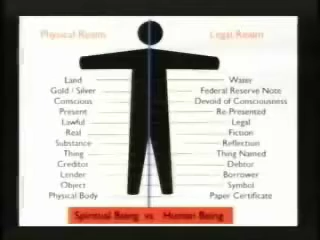 Physical Realm Legal Realm
Land Water
Gold / Silver Federal Reserve Note
Conscious Devoid of Consciousness
Present Re-Presented
Lawful Legal
Real Fiction
Substance Reflection
Thing Thing Named
Creditor Debtor
Lender Borrower
Object Symbol
Physical Body Paper Certificate
Spiritual Being vs. Human Being